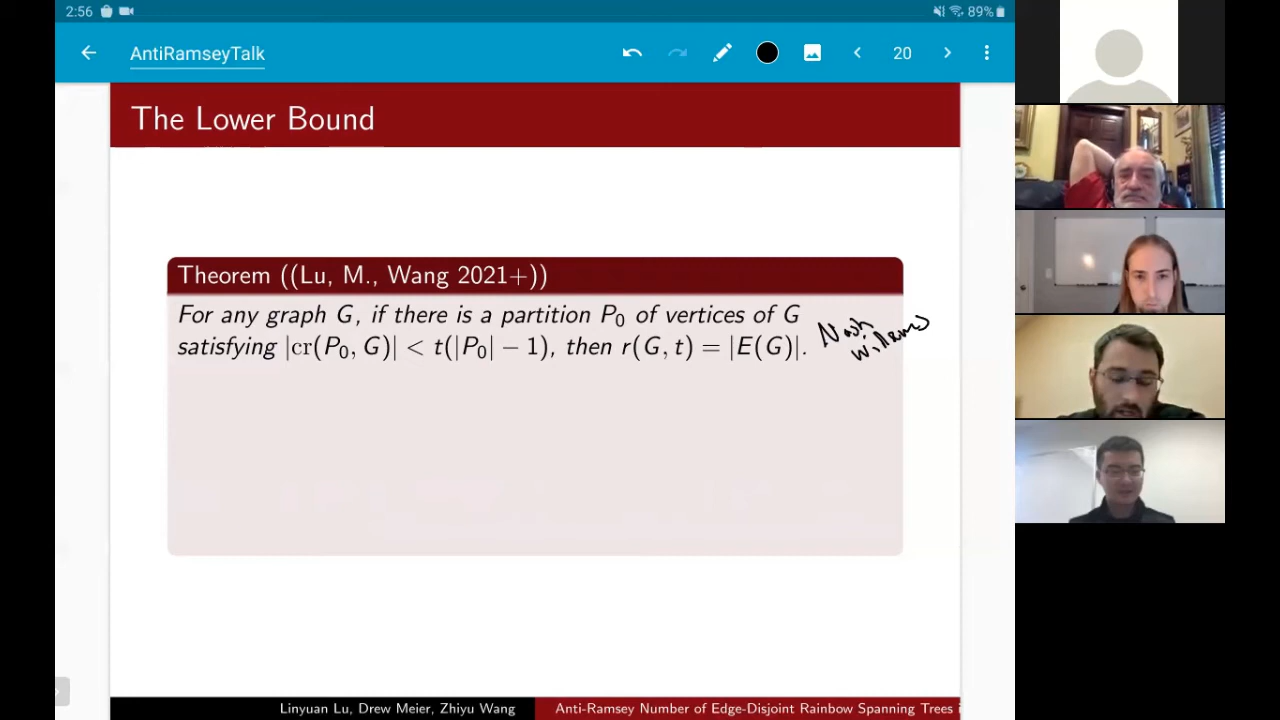 2:56
89%
AntiRamseyTalk
20
The Lower Bound
Theorem ((Lu, M., Wang 2021+))
For any graph G, if there is a partition P₀ of vertices of G
satisfying |cr(P₀, G)| < t(|P₀| − 1), then r(G, t) = |E(G)|.
Nash
Williams
Linyuan Lu, Drew Meier, Zhiyu Wang
Anti-Ramsey Number of Edge-Disjoint Rainbow Spanning Trees i